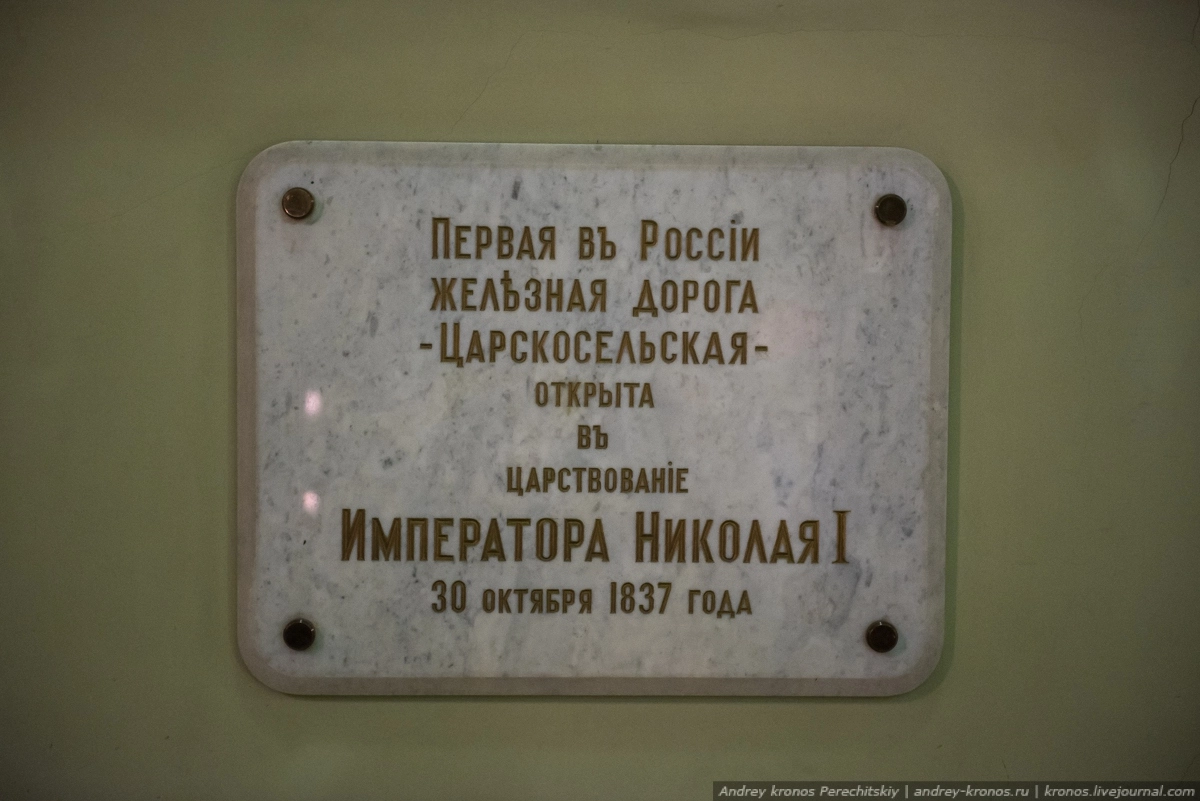 Первая въ Россіи
желѣзная дорога
-Царскосельская-
открыта
въ
царствованіе
Императора Николая I
30 октября 1837 года
Andrey kronos Perechitskiy | andrey-kronos.ru | kronos.livejournal.com